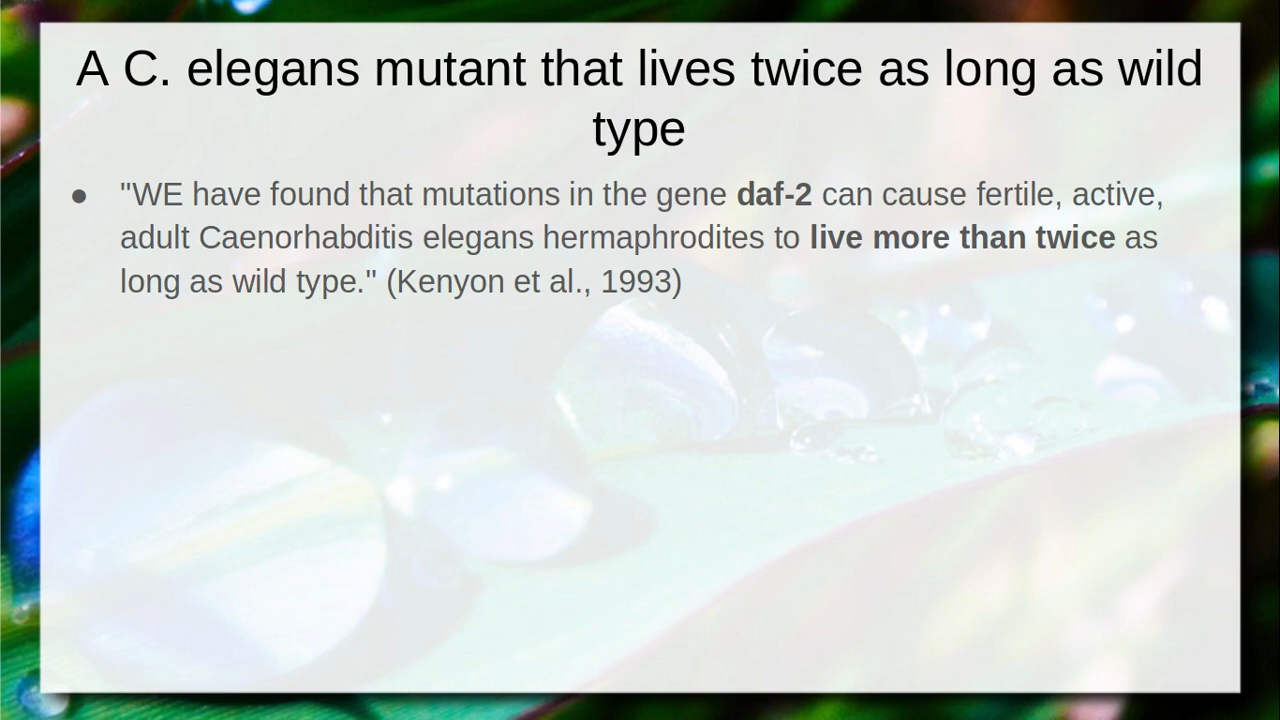 A C. elegans mutant that lives twice as long as wild
type
● "WE have found that mutations in the gene daf-2 can cause fertile, active,
adult Caenorhabditis elegans hermaphrodites to live more than twice as
long as wild type." (Kenyon et al., 1993)